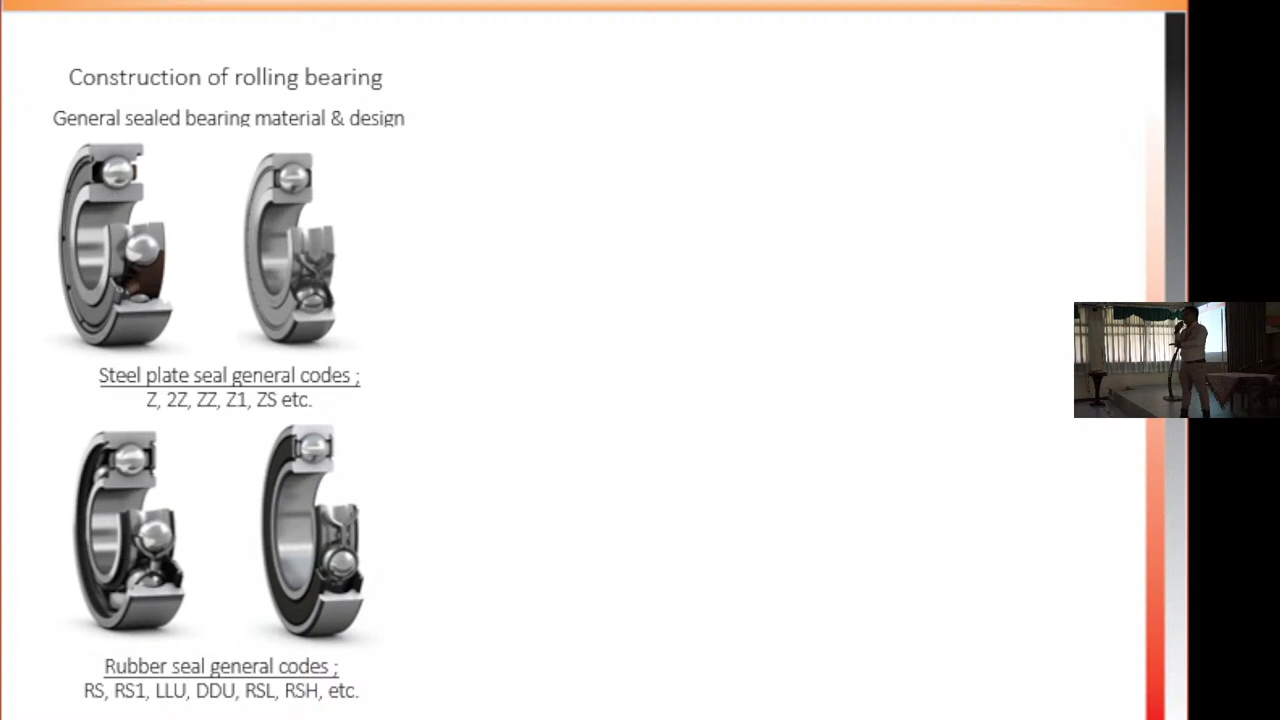 Construction of rolling bearing
General sealed bearing material & design
Steel plate seal general codes ;
Z, 2Z, ZZ, Z1, ZS etc.
Rubber seal general codes ;
RS, RS1, LLU, DDU, RSL, RSH, etc.